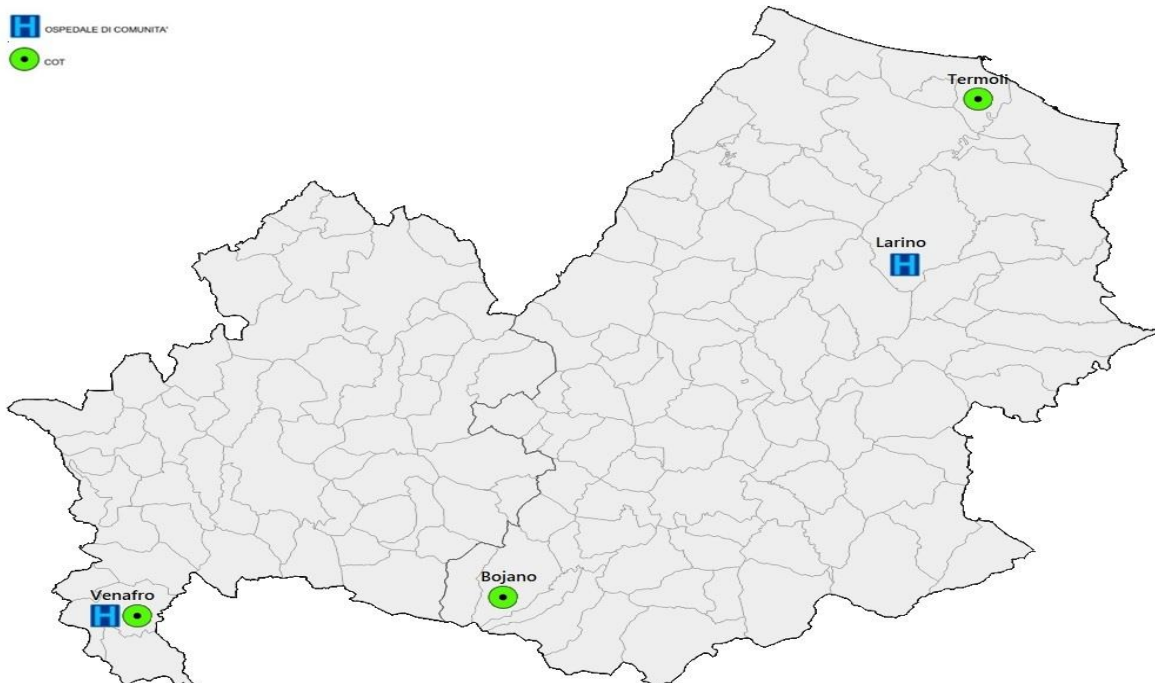 OSPEDALE DI COMUNITA'
COT
Termoli
Larino
Bojano
Venafro